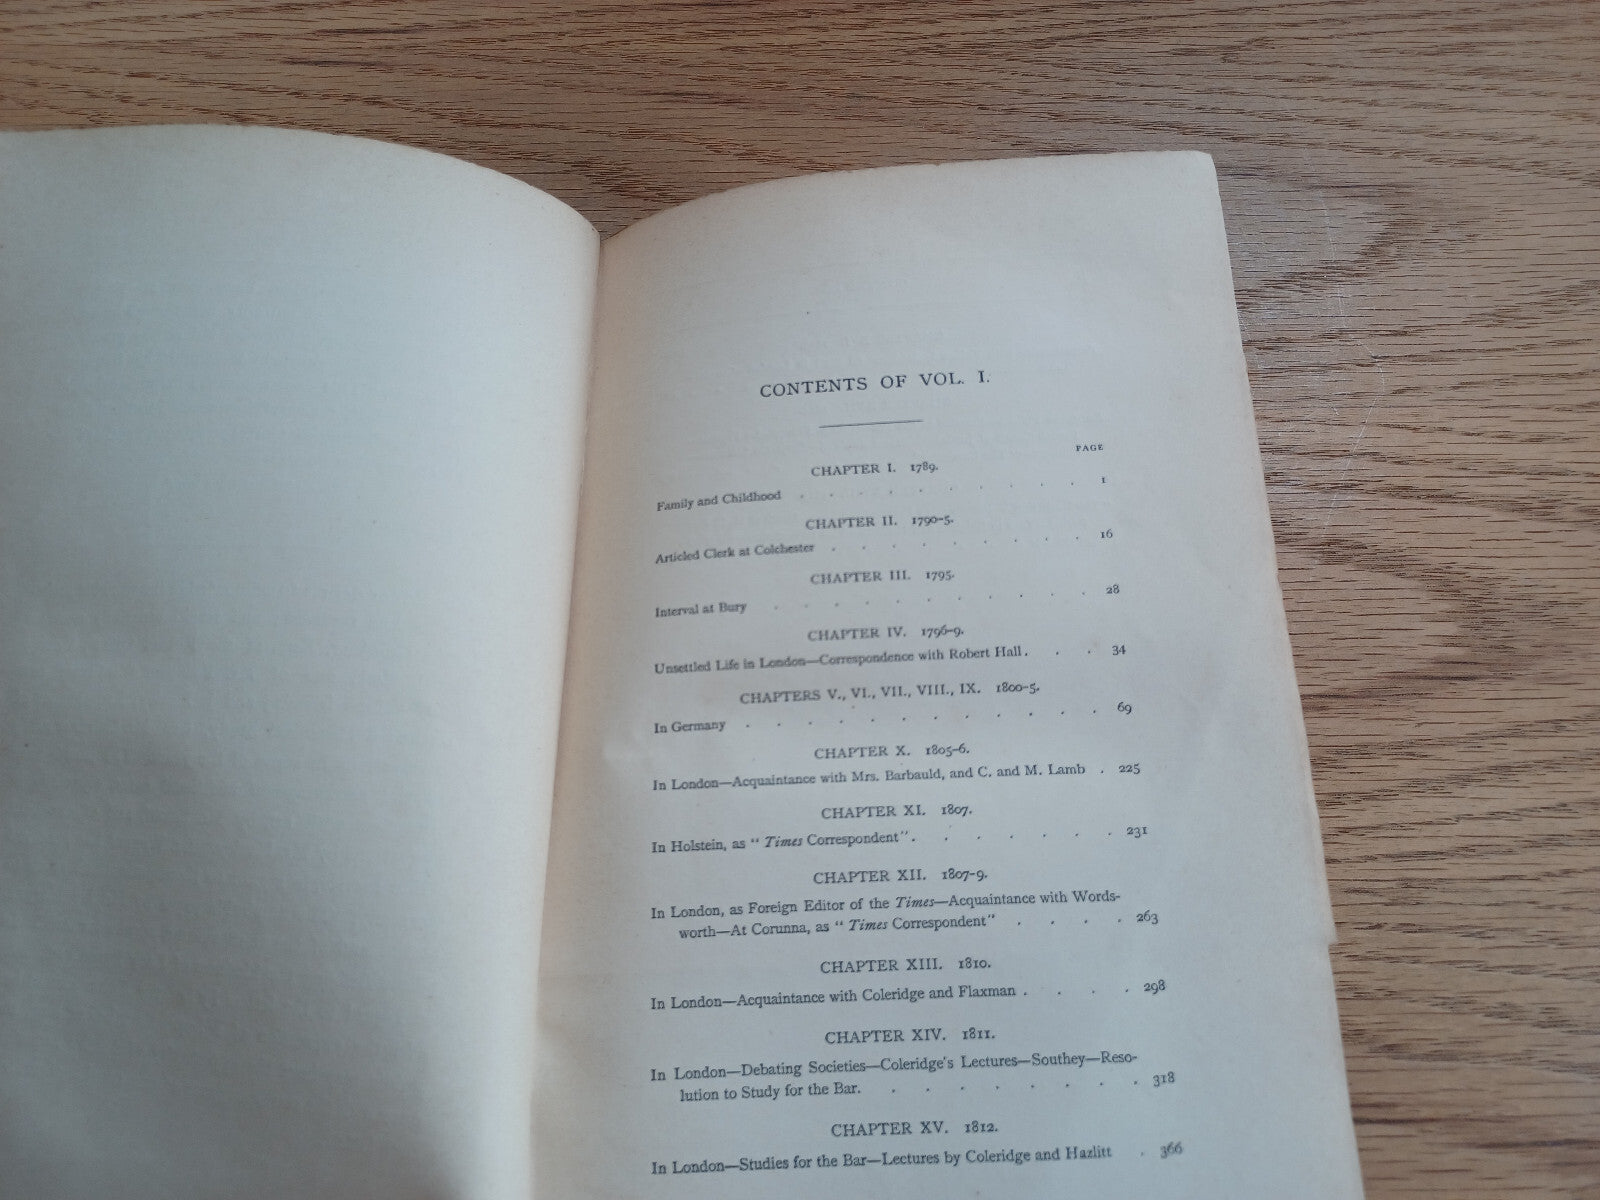 CONTENTS OF VOL. I.
PAGE
CHAPTER I. 1789.
Family and Childhood . . . . . . . . . . 1
CHAPTER II. 1790-5.
Articled Clerk at Colchester . . . . . . . . . 16
CHAPTER III. 1795.
Interval at Bury . . . . . . . . . . . 28
CHAPTER IV. 1796-9.
Unsettled Life in London—Correspondence with Robert Hall . . . 34
CHAPTERS V., VI., VII., VIII., IX. 1800-5.
In Germany . . . . . . . . . . . . 69
CHAPTER X. 1805-6.
In London—Acquaintance with Mrs. Barbauld, and C. and M. Lamb . 225
CHAPTER XI. 1807.
In Holstein, as "Times Correspondent" . . . . . . . 231
CHAPTER XII. 1807-9.
In London, as Foreign Editor of the Times—Acquaintance with Words-
worth—At Corunna, as "Times Correspondent" . . . . 263
CHAPTER XIII. 1810.
In London—Acquaintance with Coleridge and Flaxman . . . . 298
CHAPTER XIV. 1811.
In London—Debating Societies—Coleridge's Lectures—Southey—Reso-
lution to Study for the Bar. . . . . . . . . . 318
CHAPTER XV. 1812.
In London—Studies for the Bar—Lectures by Coleridge and Hazlitt . 366